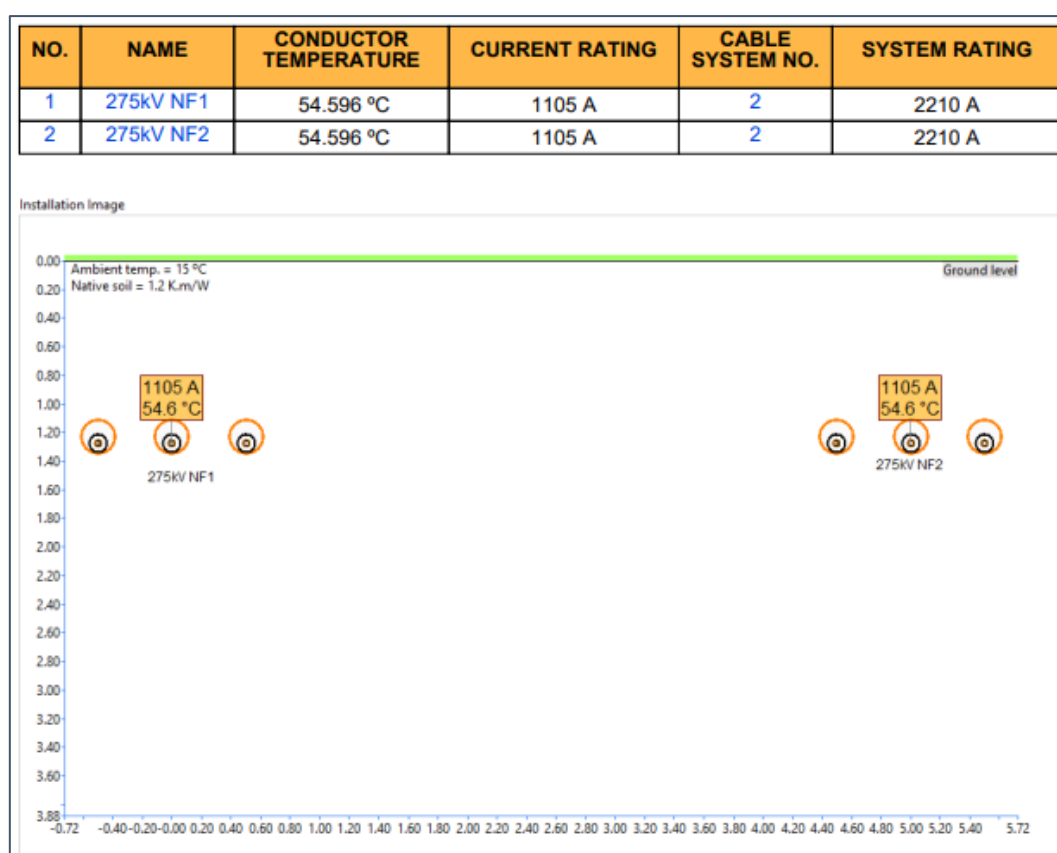 NO. NAME CONDUCTOR TEMPERATURE CURRENT RATING CABLE SYSTEM NO. SYSTEM RATING
1 275kV NF1 54.596 ºC 1105 A 2 2210 A
2 275kV NF2 54.596 ºC 1105 A 2 2210 A
Installation Image
0.00
Ambient temp. = 15 ºC
Ground level
0.20
Native soil = 1.2 K.m/W
0.40
0.60
0.80
1105 A
1105 A
1.00
54.6 °C
54.6 °C
1.20
1.40
275kV NF1
275kV NF2
1.60
1.80
2.00
2.20
2.40
2.60
2.80
3.00
3.20
3.40
3.60
3.88
-0.72 -0.40 -0.20 -0.00 0.20 0.40 0.60 0.80 1.00 1.20 1.40 1.60 1.80 2.00 2.20 2.40 2.60 2.80 3.00 3.20 3.40 3.60 3.80 4.00 4.20 4.40 4.60 4.80 5.00 5.20 5.40 5.72